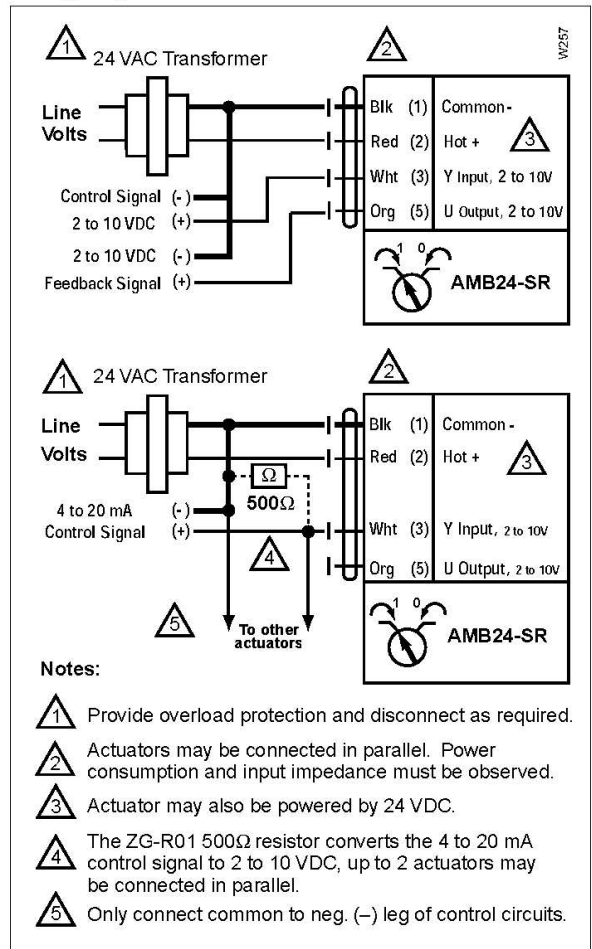 W257
1 24 VAC Transformer
2
Line
Volts
Blk (1) Common -
Red (2) Hot +
3
Control Signal (-)
Wht (3) Y Input, 2 to 10V
2 to 10 VDC (+)
Org (5) U Output, 2 to 10V
2 to 10 VDC (-)
Feedback Signal (+)
1 0
AMB24-SR
1 24 VAC Transformer
2
Line
Volts
Blk (1) Common -
Red (2) Hot +
3
Ω
500Ω
4 to 20 mA (-)
Control Signal (+)
Wht (3) Y Input, 2 to 10V
4
Org (5) U Output, 2 to 10V
5
To other
actuators
1 0
AMB24-SR
Notes:
1 Provide overload protection and disconnect as required.
2 Actuators may be connected in parallel. Power
consumption and input impedance must be observed.
3 Actuator may also be powered by 24 VDC.
4 The ZG-R01 500Ω resistor converts the 4 to 20 mA
control signal to 2 to 10 VDC, up to 2 actuators may
be connected in parallel.
5 Only connect common to neg. (–) leg of control circuits.